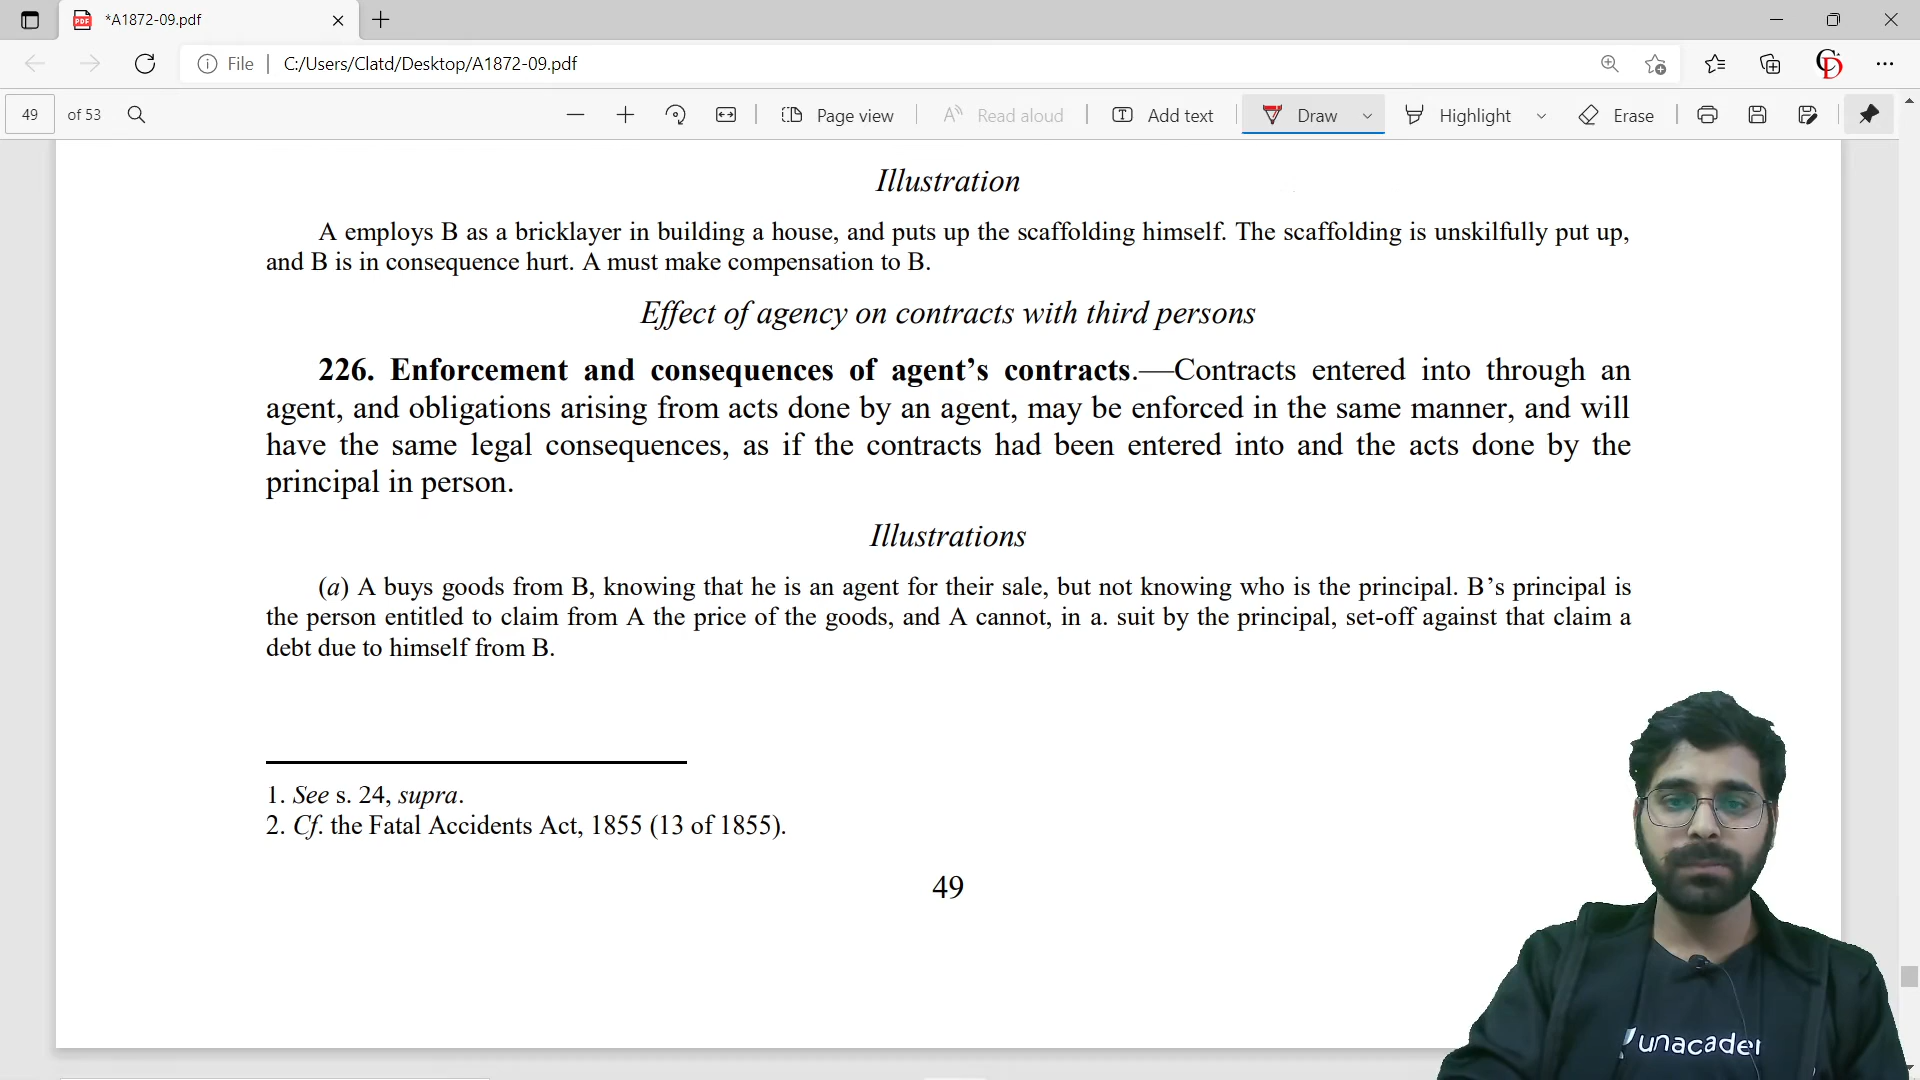 *A1872-09.pdf
File | C:/Users/Clatd/Desktop/A1872-09.pdf
49 of 53 Page view Read aloud Add text Draw Highlight Erase
Illustration
A employs B as a bricklayer in building a house, and puts up the scaffolding himself. The scaffolding is unskilfully put up,
and B is in consequence hurt. A must make compensation to B.
Effect of agency on contracts with third persons
226. Enforcement and consequences of agent’s contracts.—Contracts entered into through an
agent, and obligations arising from acts done by an agent, may be enforced in the same manner, and will
have the same legal consequences, as if the contracts had been entered into and the acts done by the
principal in person.
Illustrations
(a) A buys goods from B, knowing that he is an agent for their sale, but not knowing who is the principal. B’s principal is
the person entitled to claim from A the price of the goods, and A cannot, in a. suit by the principal, set-off against that claim a
debt due to himself from B.
1. See s. 24, supra.
2. Cf. the Fatal Accidents Act, 1855 (13 of 1855).
49
unacade